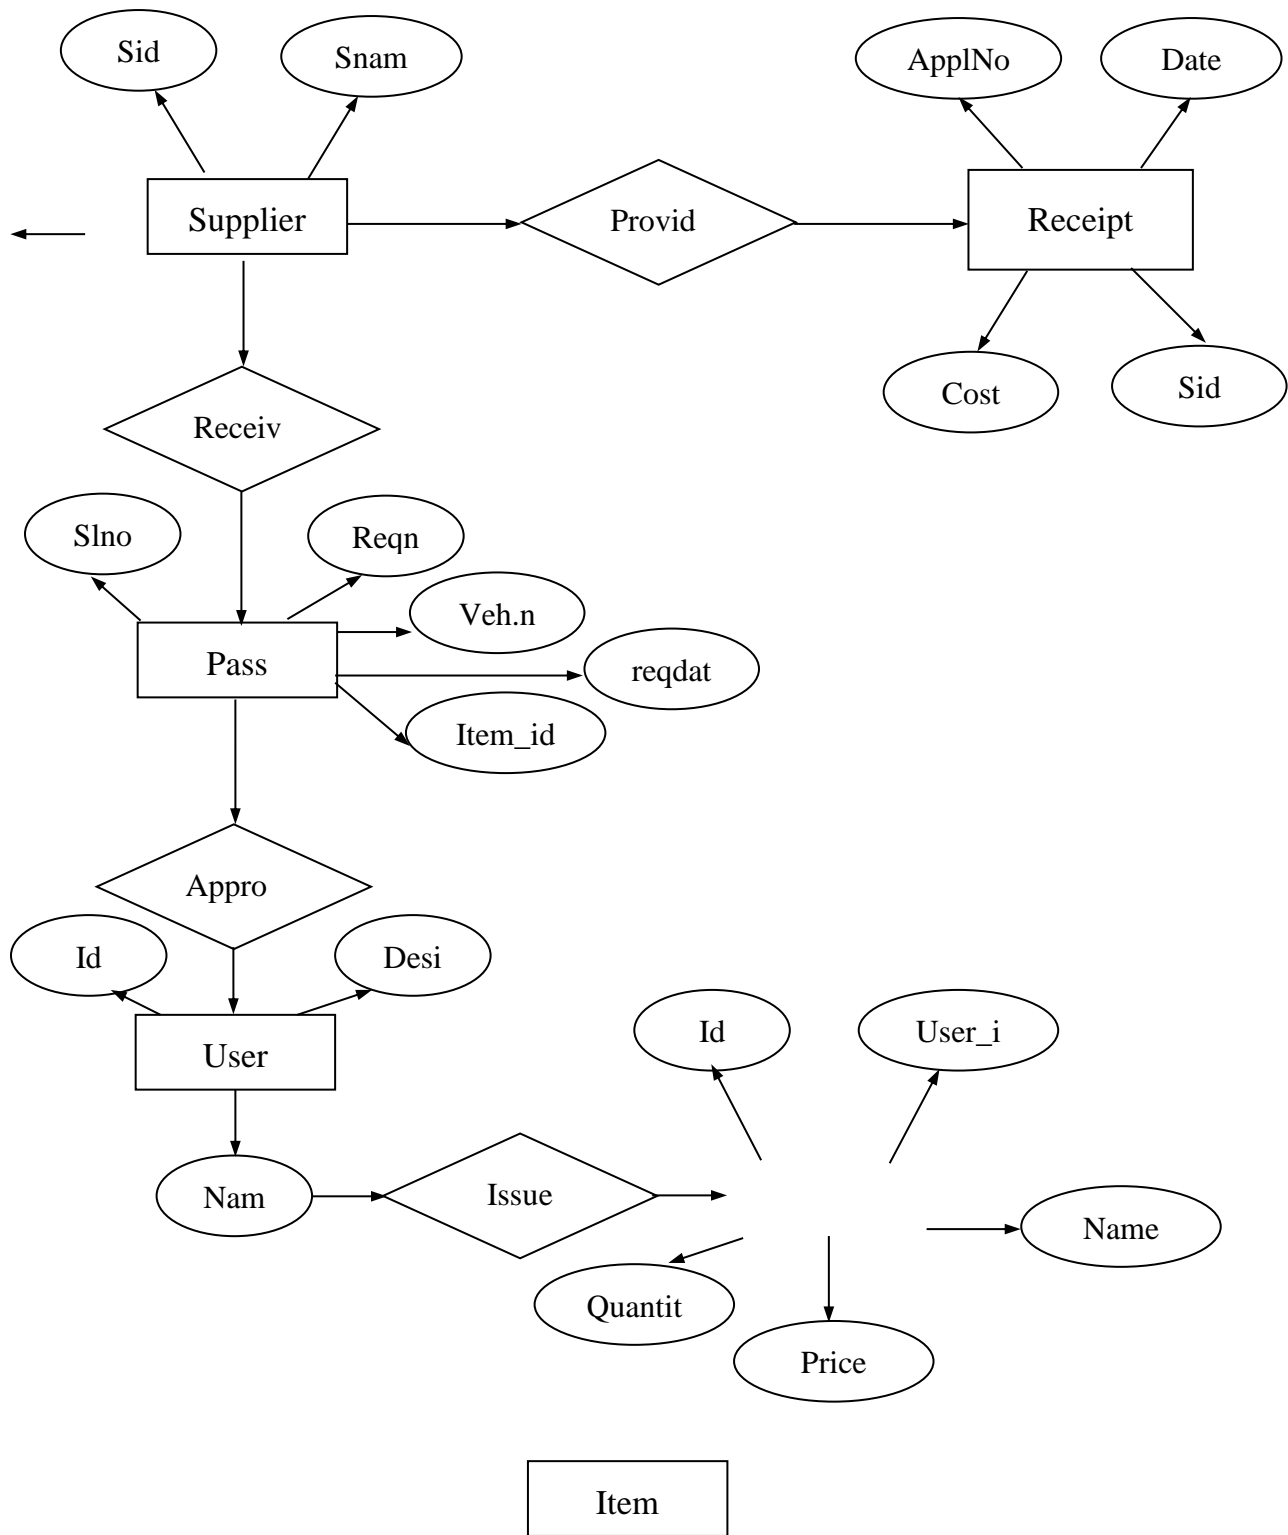 Sid
Snam
ApplNo
Date
Supplier
Provid
Receipt
Cost
Sid
Receiv
Slno
Reqn
Veh.n
Pass
reqdat
Item_id
Appro
Id
Desi
User
Id
User_i
Nam
Issue
Name
Quantit
Price
Item